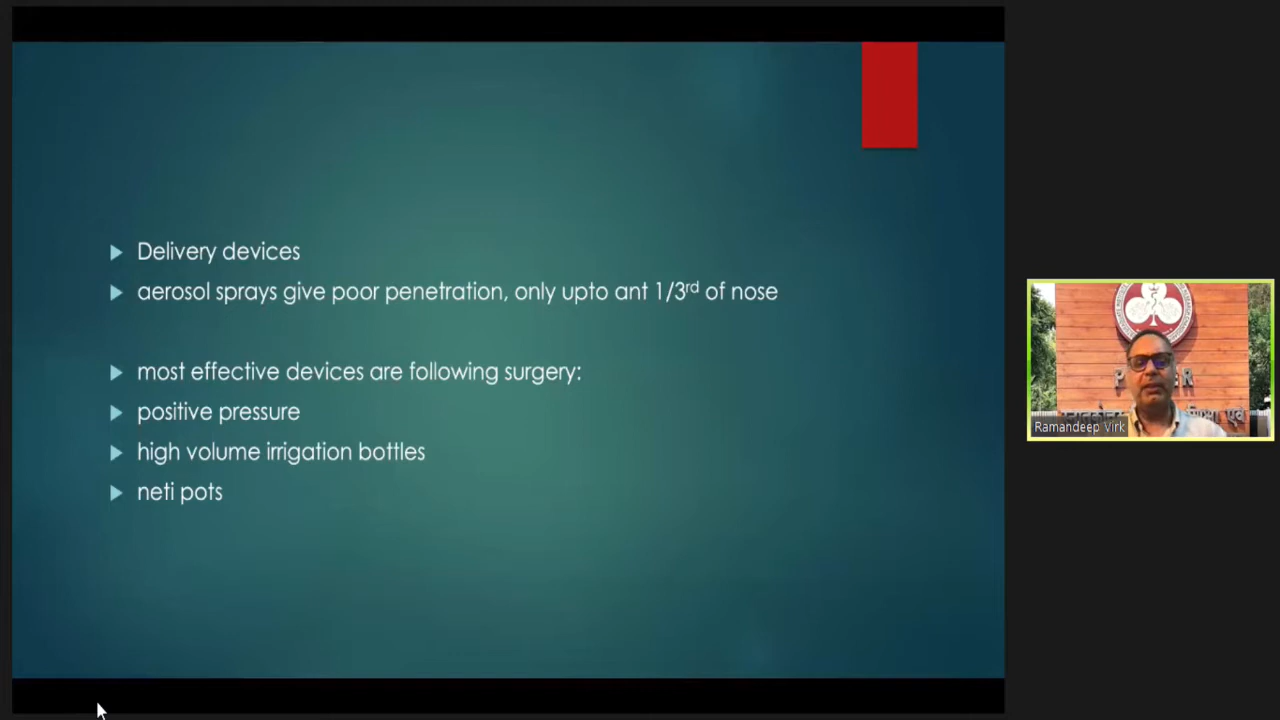 Delivery devices
aerosol sprays give poor penetration, only upto ant 1/3rd of nose
most effective devices are following surgery:
positive pressure
high volume irrigation bottles
neti pots
Ramandeep Virk